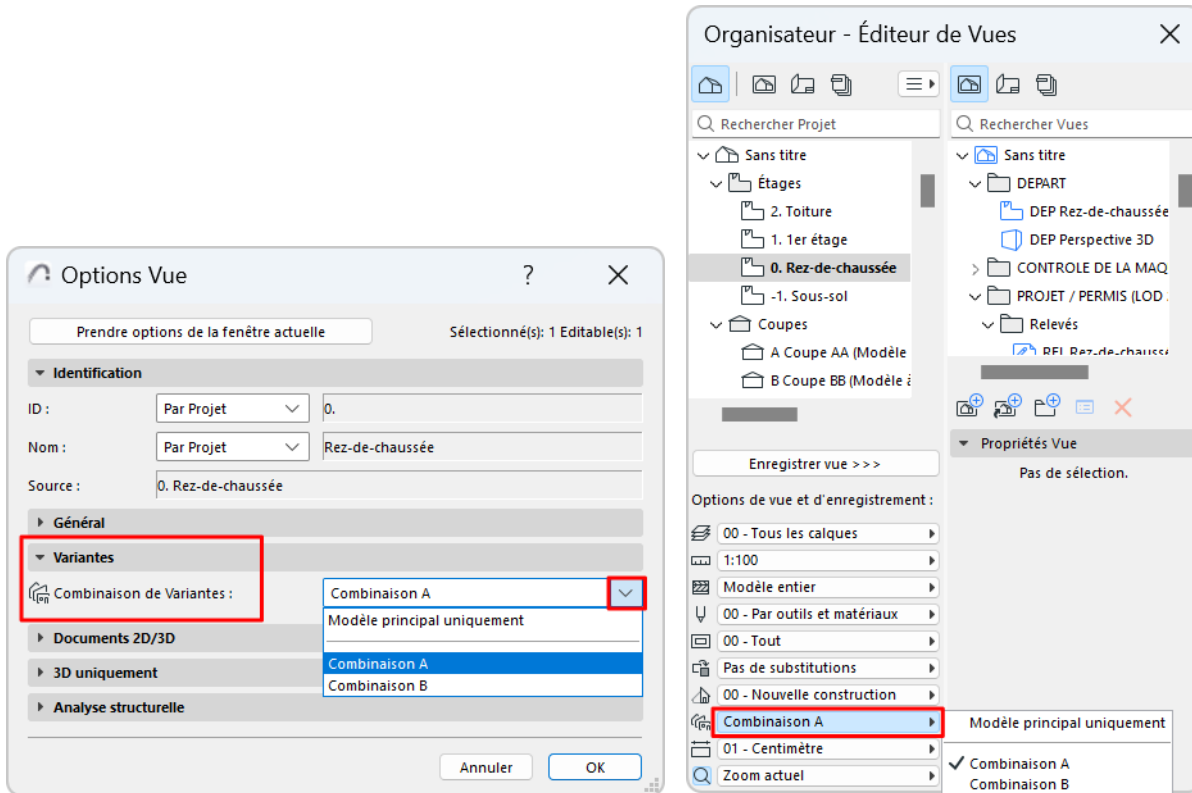 Options Vue
?
Prendre options de la fenêtre actuelle
Sélectionné(s): 1 Editable(s): 1
Identification
ID :
Par Projet
0.
Nom :
Par Projet
Rez-de-chaussée
Source :
0. Rez-de-chaussée
Général
Variantes
Combinaison de Variantes :
Combinaison A
Modèle principal uniquement
Combinaison A
Combinaison B
Documents 2D/3D
3D uniquement
Analyse structurelle
Annuler
OK
Organisateur - Éditeur de Vues
Rechercher Projet
Sans titre
Étages
2. Toiture
1. 1er étage
0. Rez-de-chaussée
-1. Sous-sol
Coupes
A Coupe AA (Modèle
B Coupe BB (Modèle à
Enregistrer vue >>>
Options de vue et d'enregistrement :
00 - Tous les calques
1:100
Modèle entier
00 - Par outils et matériaux
00 - Tout
Pas de substitutions
00 - Nouvelle construction
Combinaison A
01 - Centimètre
Zoom actuel
Rechercher Vues
Sans titre
DEPART
DEP Rez-de-chaussée
DEP Perspective 3D
CONTROLE DE LA MAQ
PROJET / PERMIS (LOD
Relevés
REL Rez-de-chaussé
Propriétés Vue
Pas de sélection.
Modèle principal uniquement
Combinaison A
Combinaison B